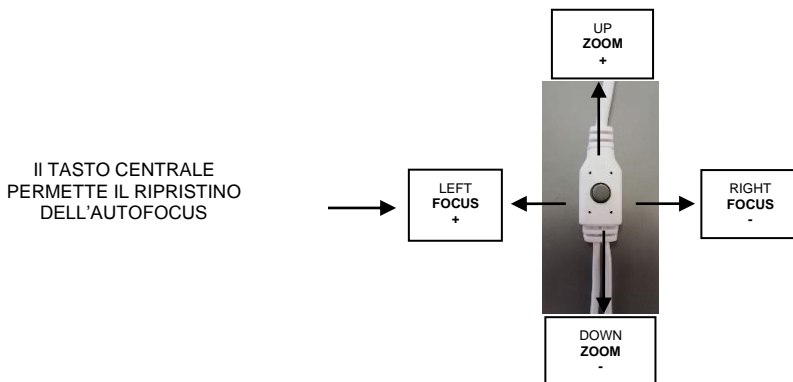 UP
ZOOM
+
Il TASTO CENTRALE
PERMETTE IL RIPRISTINO
DELL'AUTOFOCUS
LEFT
FOCUS
+
RIGHT
FOCUS
-
DOWN
ZOOM
-